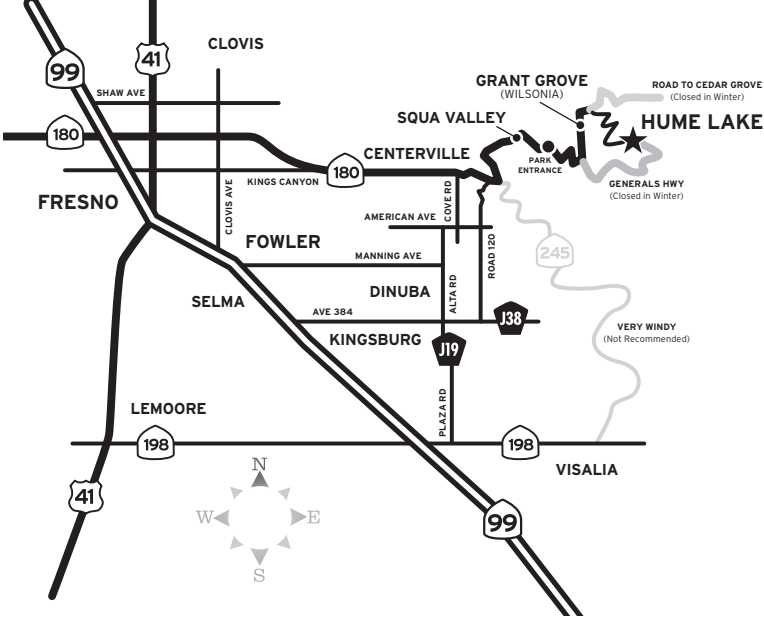 CLOVIS
41
99
SHAW AVE
GRANT GROVE
(WILSONIA)
ROAD TO CEDAR GROVE
(Closed in Winter)
HUME LAKE
SQUA VALLEY
180
CENTERVILLE
PARK
ENTRANCE
KINGS CANYON
180
GENERALS HWY
(Closed in Winter)
FRESNO
CLOVIS AVE
COVE RD
AMERICAN AVE
FOWLER
ROAD 120
245
MANNING AVE
DINUBA
ALTA RD
SELMA
AVE 384
J38
KINGSBURG
J19
VERY WINDY
(Not Recommended)
LEMOORE
PLAZA RD
198
198
VISALIA
N
41
W
E
99
S